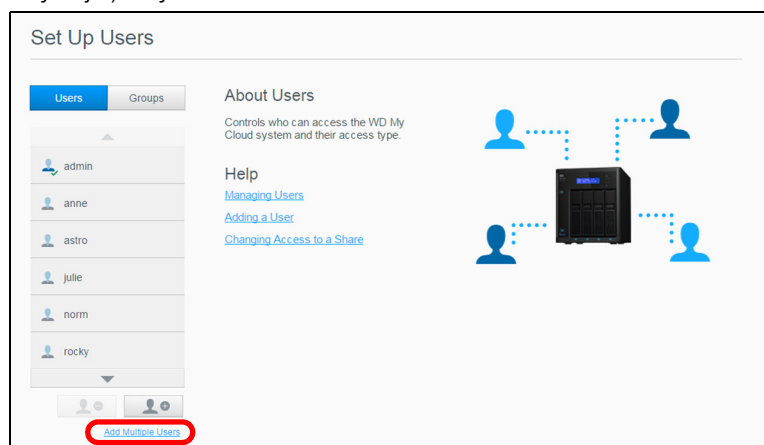 Set Up Users
Users
Groups
About Users
Controls who can access the WD My
Cloud system and their access type.
Help
Managing Users
Adding a User
Changing Access to a Share
admin
anne
astro
julie
norm
rocky
Add Multiple Users